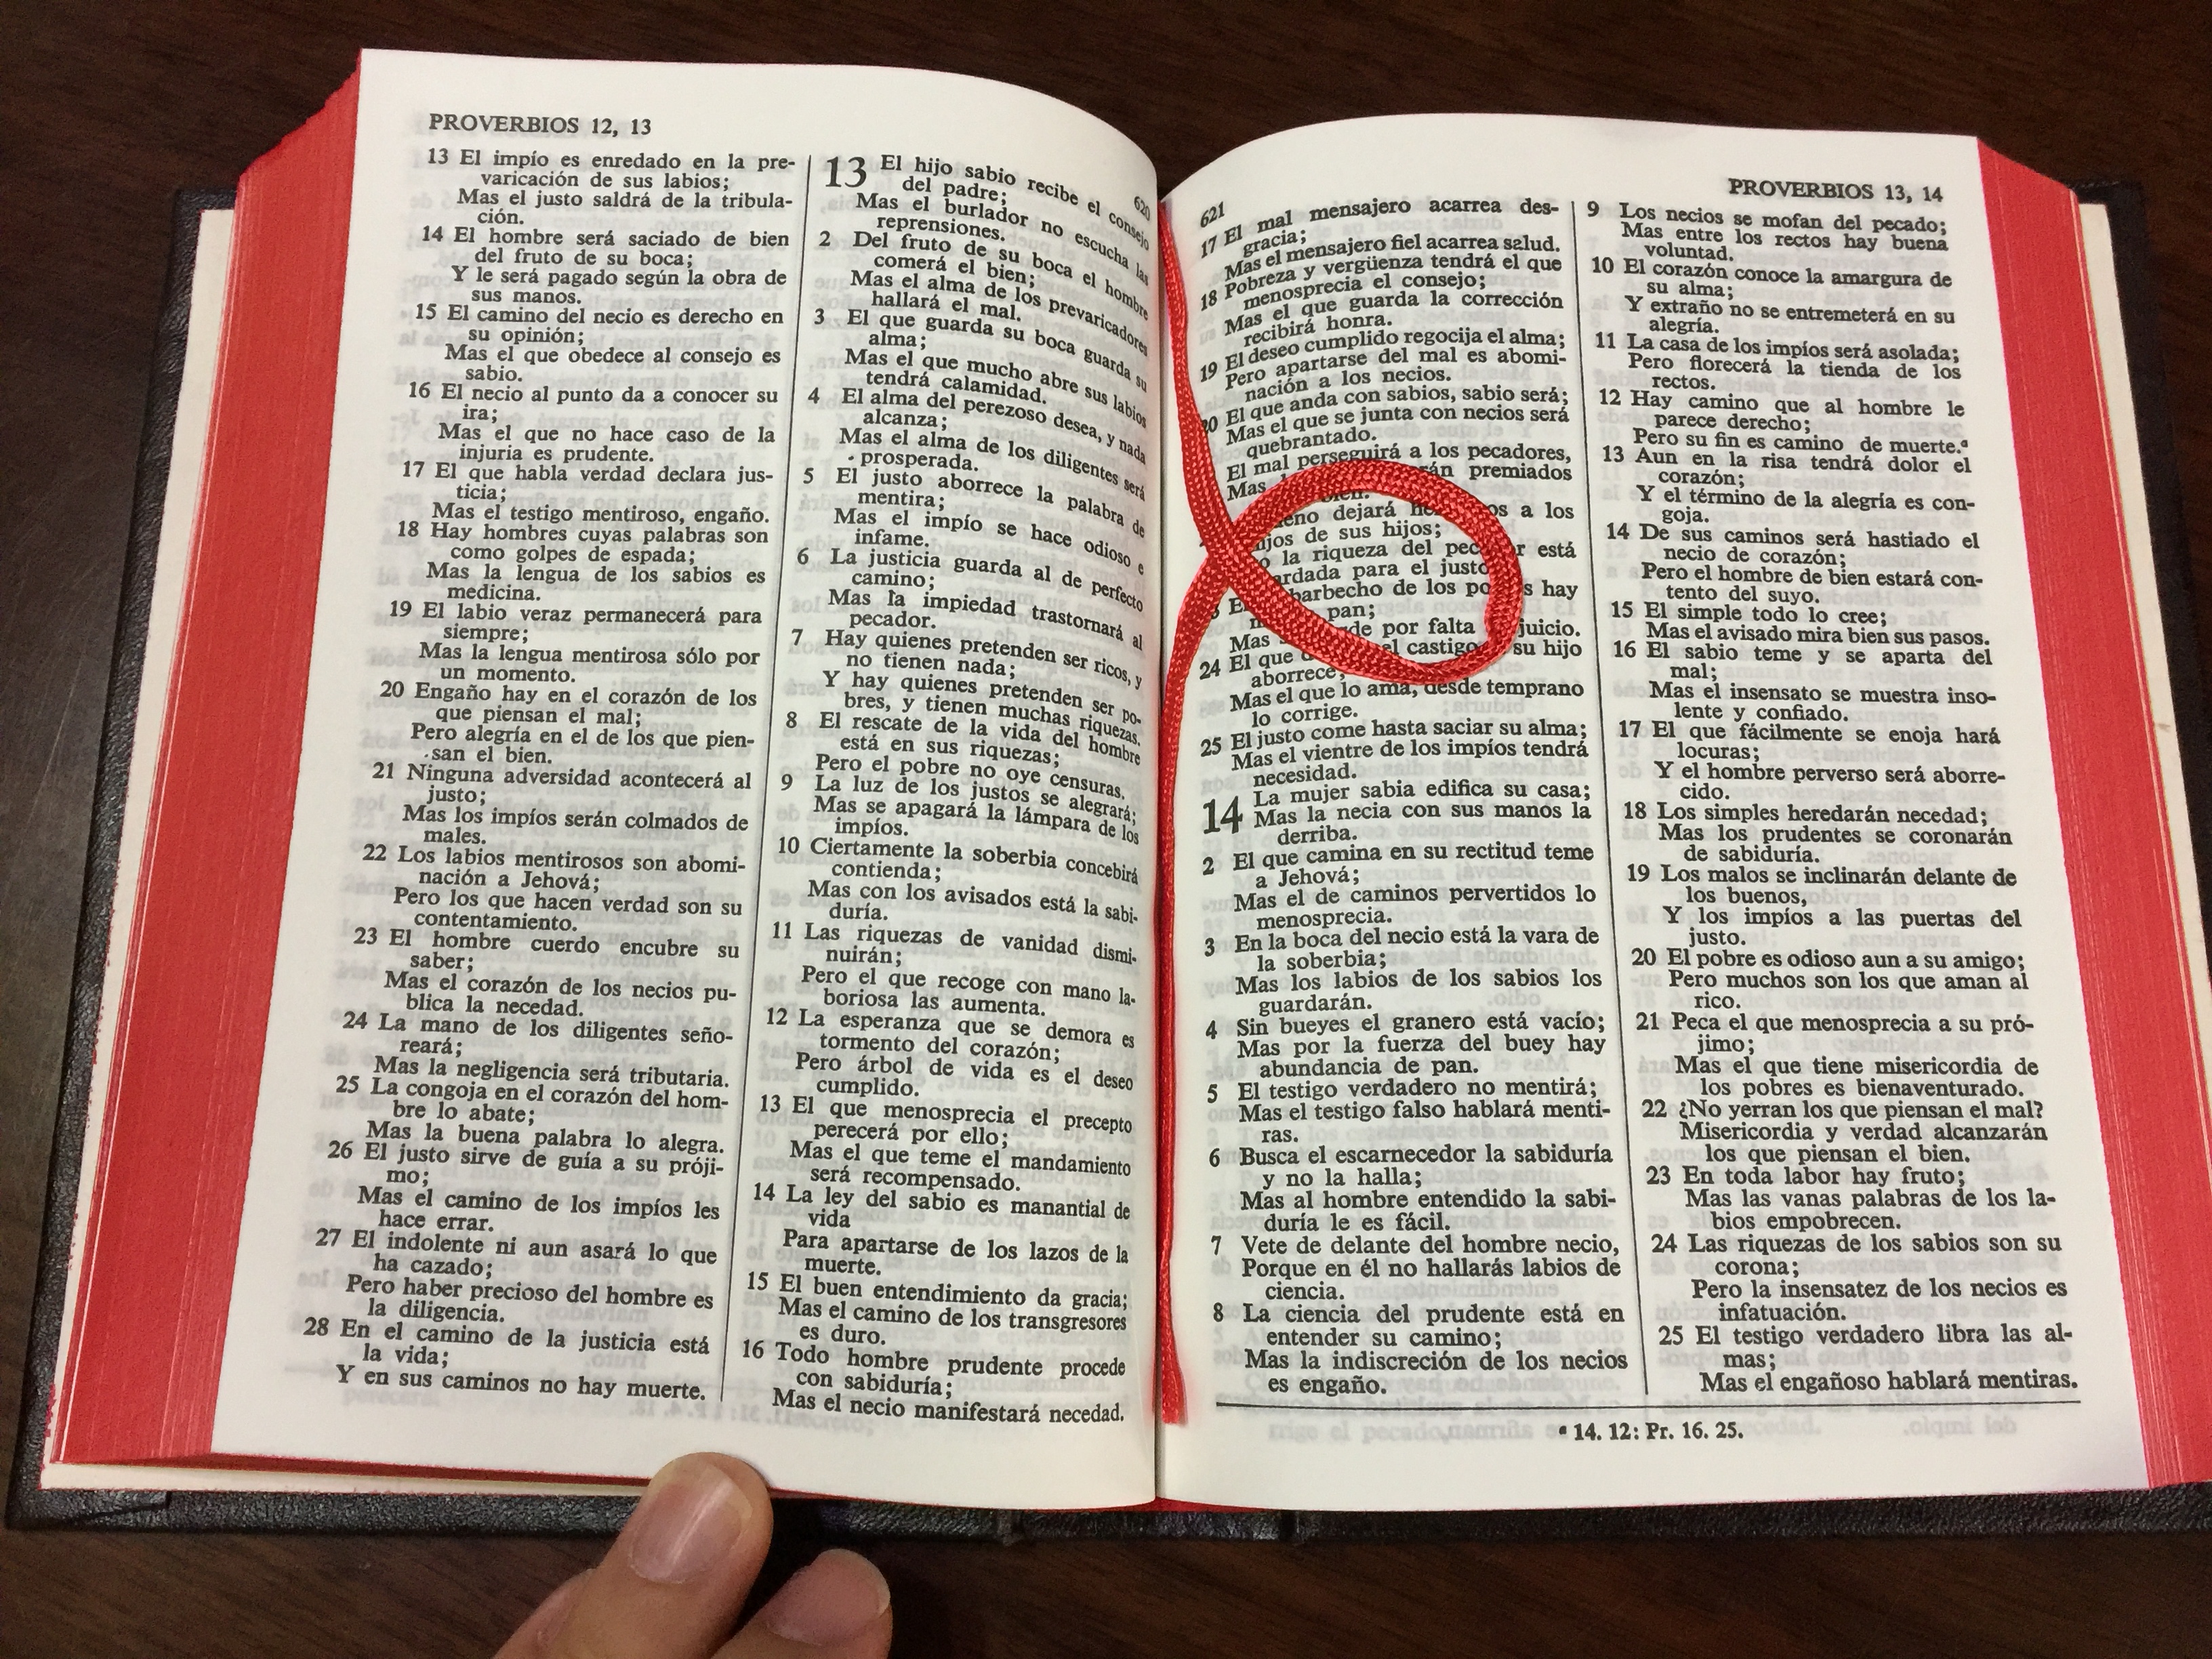 PROVERBIOS 12, 13
620
13 El impío es enredado en la pre-
varicación de sus labios;
Mas el justo saldrá de la tribula-
ción.
14 El hombre será saciado de bien
del fruto de su boca;
Y le será pagado según la obra de
sus manos.
15 El camino del necio es derecho en
su opinión;
Mas el que obedece al consejo es
sabio.
16 El necio al punto da a conocer su
ira;
Mas el que no hace caso de la
injuria es prudente.
17 El que habla verdad declara jus-
ticia;
Mas el testigo mentiroso, engaño.
18 Hay hombres cuyas palabras son
como golpes de espada;
Mas la lengua de los sabios es
medicina.
19 El labio veraz permanecerá para
siempre;
Mas la lengua mentirosa sólo por
un momento.
20 Engaño hay en el corazón de los
que piensan el mal;
Pero alegría en el de los que pien-
san el bien.
21 Ninguna adversidad acontecerá al
justo;
Mas los impíos serán colmados de
males.
22 Los labios mentirosos son abomi-
nación a Jehová;
Pero los que hacen verdad son su
contentamiento.
23 El hombre cuerdo encubre su
saber;
Mas el corazón de los necios pu-
blica la necedad.
24 La mano de los diligentes seño-
reará;
Mas la negligencia será tributaria.
25 La congoja en el corazón del hom-
bre lo abate;
Mas la buena palabra lo alegra.
26 El justo sirve de guía a su próji-
mo;
Mas el camino de los impíos les
hace errar.
27 El indolente ni aun asará lo que
ha cazado;
Pero haber precioso del hombre es
la diligencia.
28 En el camino de la justicia está
la vida;
Y en sus caminos no hay muerte.
13 El hijo sabio recibe el consejo
del padre;
Mas el burlador no escucha las
reprensiones.
2 Del fruto de su boca el hombre
comerá el bien;
Mas el alma de los prevaricadores
hallará el mal.
3 El que guarda su boca guarda su
alma;
Mas el que mucho abre sus labios
tendrá calamidad.
4 El alma del perezoso desea, y nada
alcanza;
Mas el alma de los diligentes será
prosperada.
5 El justo aborrece la palabra de
mentira;
Mas el impío se hace odioso e
infame.
6 La justicia guarda al de perfecto
camino;
Mas la impiedad trastornará al
pecador.
7 Hay quienes pretenden ser ricos, y
no tienen nada;
Y hay quienes pretenden ser po-
bres, y tienen muchas riquezas.
8 El rescate de la vida del hombre
está en sus riquezas;
Pero el pobre no oye censuras.
9 La luz de los justos se alegrará;
Mas se apagará la lámpara de los
impíos.
10 Ciertamente la soberbia concebirá
contienda;
Mas con los avisados está la sabi-
duría.
11 Las riquezas de vanidad dismi-
nuirán;
Pero el que recoge con mano la-
boriosa las aumenta.
12 La esperanza que se demora es
tormento del corazón;
Pero árbol de vida es el deseo
cumplido.
13 El que menosprecia el precepto
perecerá por ello;
Mas el que teme el mandamiento
será recompensado.
14 La ley del sabio es manantial de
vida
Para apartarse de los lazos de la
muerte.
15 El buen entendimiento da gracia;
Mas el camino de los transgresores
es duro.
16 Todo hombre prudente procede
con sabiduría;
Mas el necio manifestará necedad.
621
PROVERBIOS 13, 14
17 El mal mensajero acarrea des-
gracia;
Mas el mensajero fiel acarrea salud.
18 Pobreza y vergüenza tendrá el que
menosprecia el consejo;
Mas el que guarda la corrección
recibirá honra.
19 El deseo cumplido regocija el alma;
Pero apartarse del mal es abomi-
nación a los necios.
20 El que anda con sabios, sabio será;
Mas el que se junta con necios será
quebrantado.
El mal perseguirá a los pecadores,
Mas premiados
bien.
dejará a los
de sus hijos;
la riqueza del está
para el justo
barbecho de los hay
pan;
Mas por falta juicio.
24 El que el castigo su hijo
aborrece,
Mas el que lo ama, desde temprano
lo corrige.
25 El justo come hasta saciar su alma;
Mas el vientre de los impíos tendrá
necesidad.
14 La mujer sabia edifica su casa;
Mas la necia con sus manos la
derriba.
2 El que camina en su rectitud teme
a Jehová;
Mas el de caminos pervertidos lo
menosprecia.
3 En la boca del necio está la vara de
la soberbia;
Mas los labios de los sabios los
guardarán.
4 Sin bueyes el granero está vacío;
Mas por la fuerza del buey hay
abundancia de pan.
5 El testigo verdadero no mentirá;
Mas el testigo falso hablará menti-
ras.
6 Busca el escarnecedor la sabiduría
y no la halla;
Mas al hombre entendido la sabi-
duría le es fácil.
7 Vete de delante del hombre necio,
Porque en él no hallarás labios de
ciencia.
8 La ciencia del prudente está en
entender su camino;
Mas la indiscreción de los necios
es engaño.
9 Los necios se mofan del pecado;
Mas entre los rectos hay buena
voluntad.
10 El corazón conoce la amargura de
su alma;
Y extraño no se entremeterá en su
alegría.
11 La casa de los impíos será asolada;
Pero florecerá la tienda de los
rectos.
12 Hay camino que al hombre le
parece derecho;
Pero su fin es camino de muerte.ª
13 Aun en la risa tendrá dolor el
corazón;
Y el término de la alegría es con-
goja.
14 De sus caminos será hastiado el
necio de corazón;
Pero el hombre de bien estará con-
tento del suyo.
15 El simple todo lo cree;
Mas el avisado mira bien sus pasos.
16 El sabio teme y se aparta del
mal;
Mas el insensato se muestra inso-
lente y confiado.
17 El que fácilmente se enoja hará
locuras;
Y el hombre perverso será aborre-
cido.
18 Los simples heredarán necedad;
Mas los prudentes se coronarán
de sabiduría.
19 Los malos se inclinarán delante de
los buenos,
Y los impíos a las puertas del
justo.
20 El pobre es odioso aun a su amigo;
Pero muchos son los que aman al
rico.
21 Peca el que menosprecia a su pró-
jimo;
Mas el que tiene misericordia de
los pobres es bienaventurado.
22 ¿No yerran los que piensan el mal?
Misericordia y verdad alcanzarán
los que piensan el bien.
23 En toda labor hay fruto;
Mas las vanas palabras de los la-
bios empobrecen.
24 Las riquezas de los sabios son su
corona;
Pero la insensatez de los necios es
infatuación.
25 El testigo verdadero libra las al-
mas;
Mas el engañoso hablará mentiras.
ª 14. 12: Pr. 16. 25.